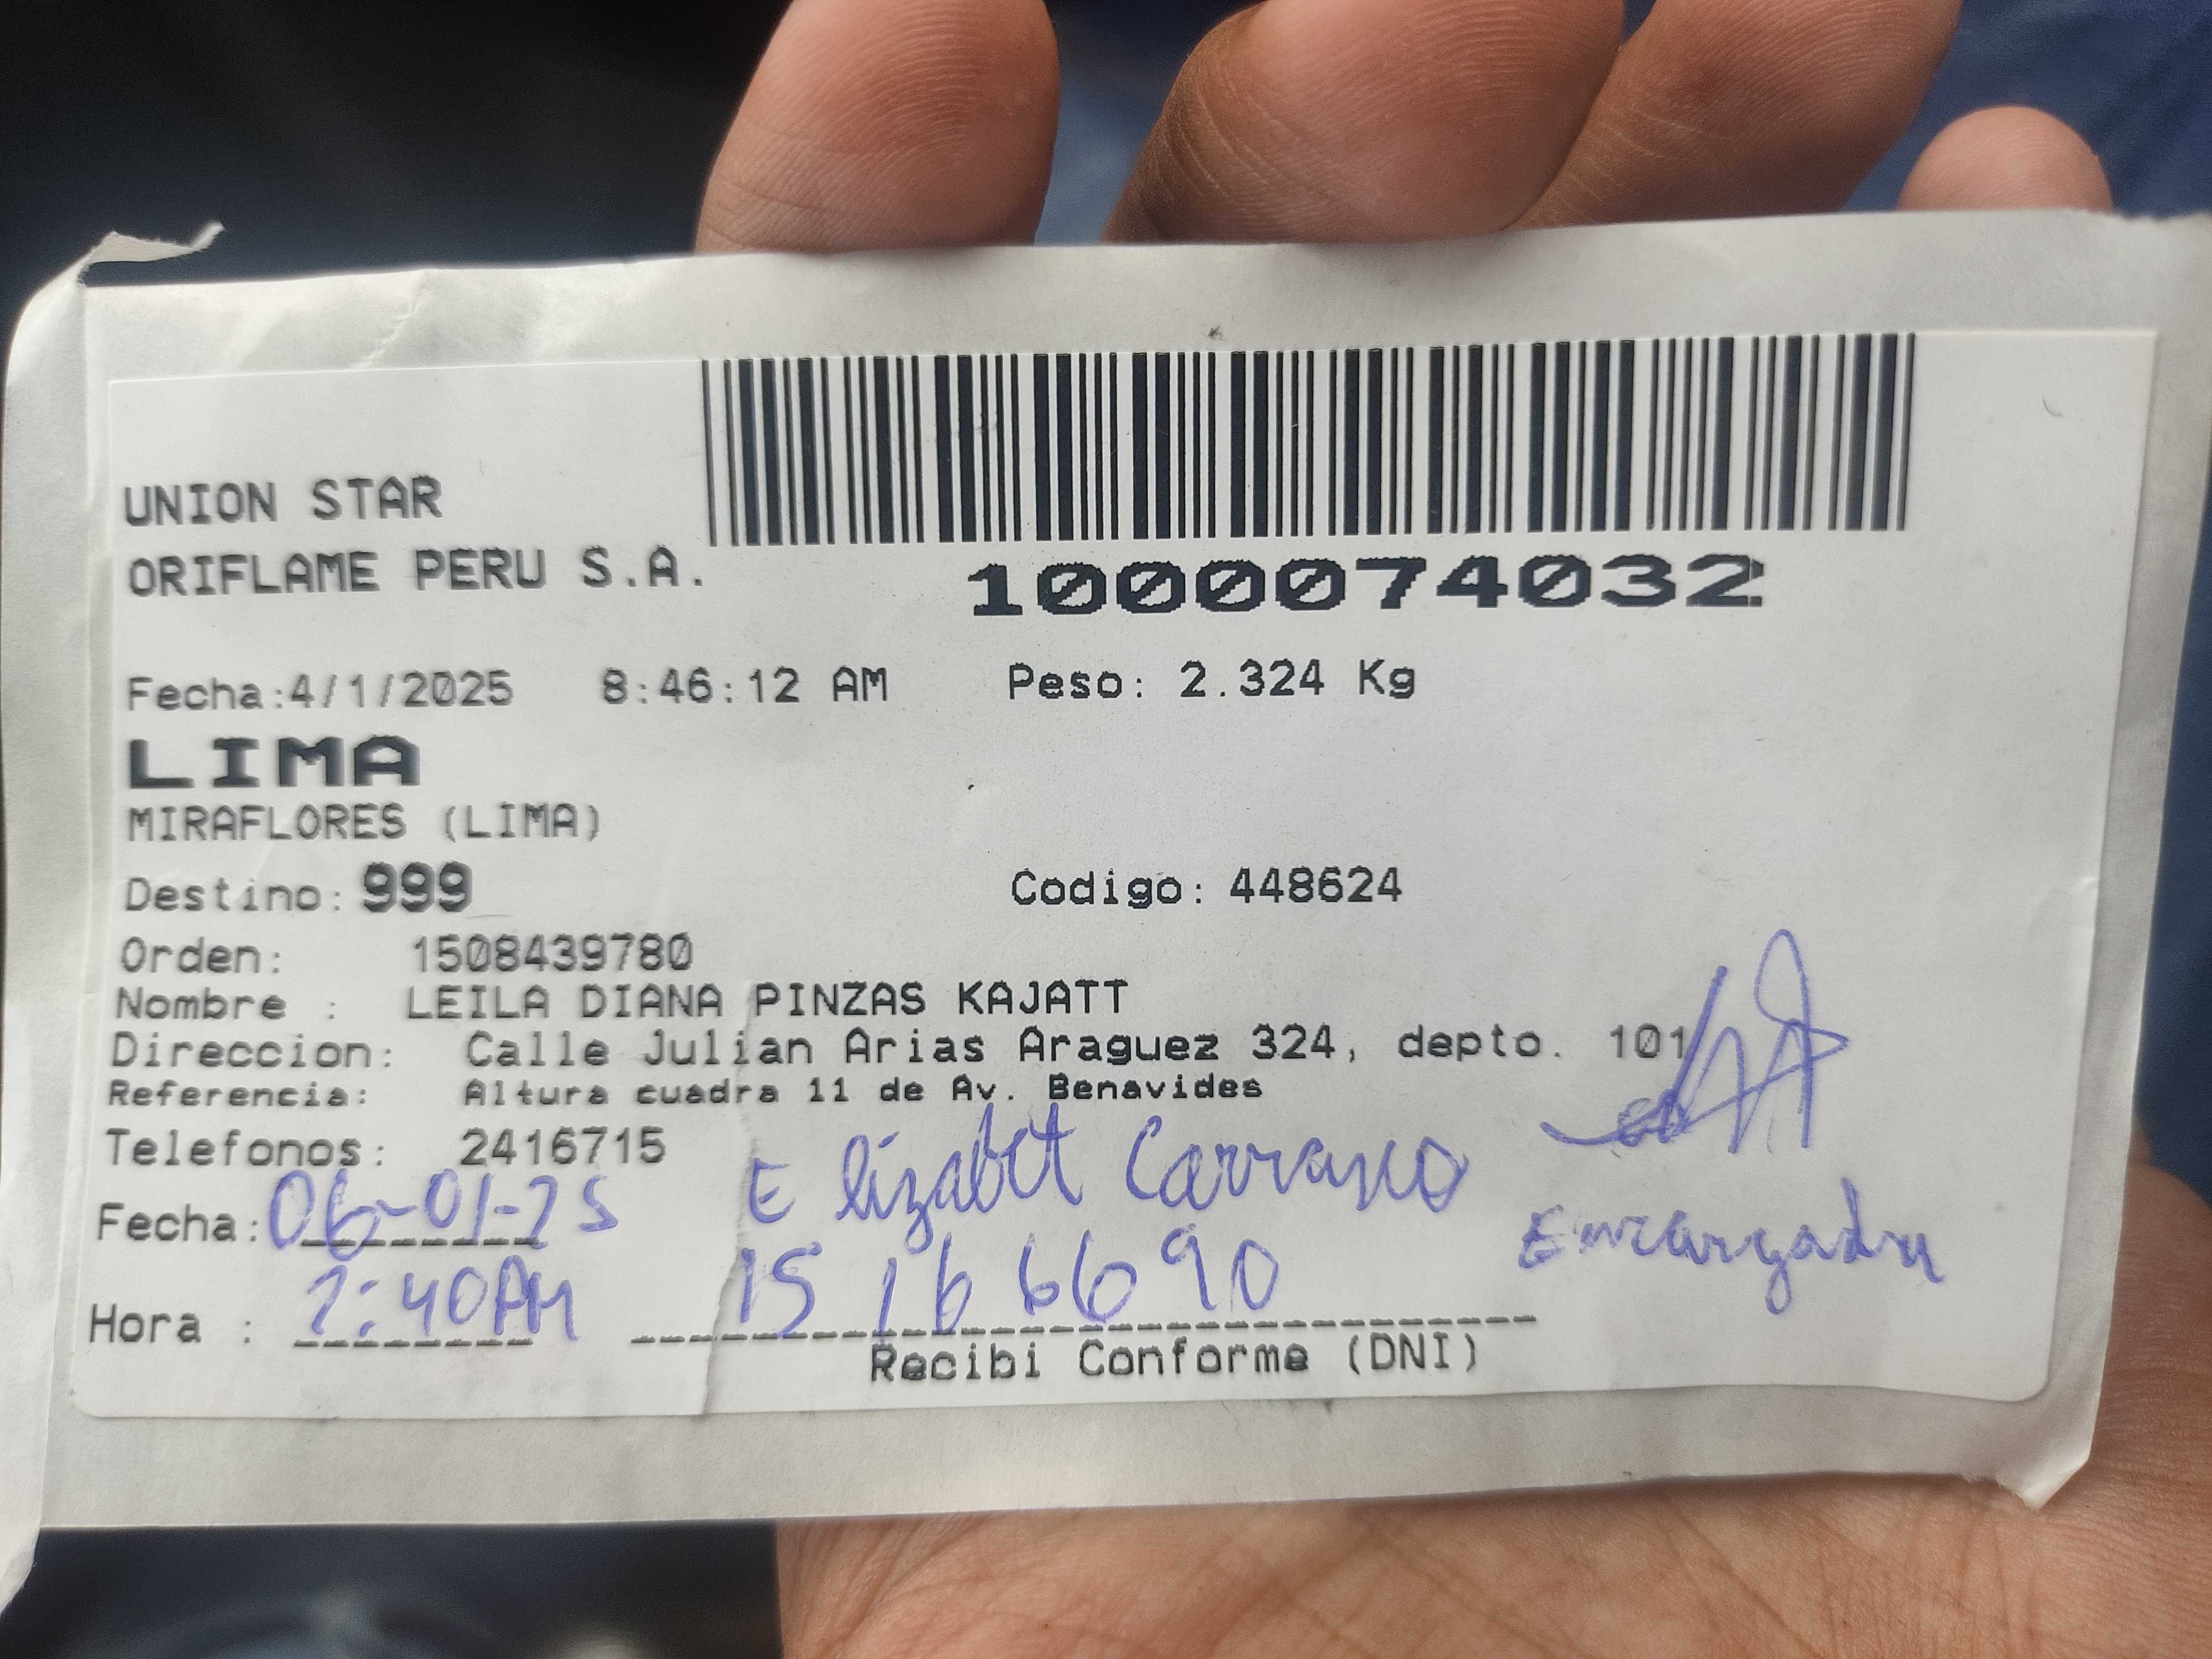 UNION STAR
ORIFLAME PERU S.A.
1000074032
Fecha:4/1/2025 8:46:12 AM Peso: 2.324 Kg
LIMA
MIRAFLORES (LIMA)
Destino: 999 Codigo: 448624
Orden: 1508439780
Nombre : LEILA DIANA PINZAS KAJATT
Direccion: Calle Julian Arias Araguez 324, depto. 101
Referencia: Altura cuadra 11 de Av. Benavides
Telefonos: 2416715
Elizabet Carrasco
Fecha: 06-01-25
15166690
Encargada
Hora : :40PM
Recibi Conforme (DNI)